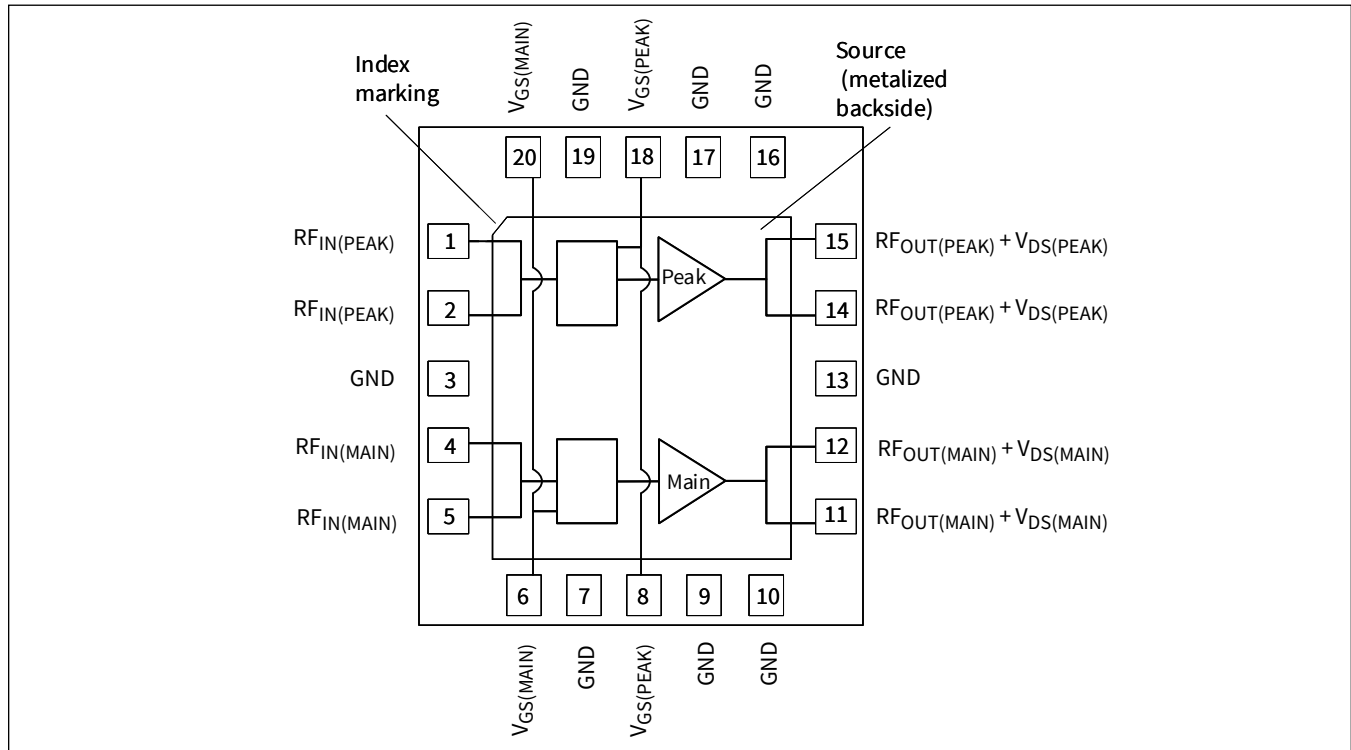 Index
marking
VGS(MAIN)
GND
VGS(PEAK)
GND
GND
Source
(metalized
backside)
20
19
18
17
16
RFIN(PEAK)
1
15
RFOUT(PEAK) + VDS(PEAK)
Peak
RFIN(PEAK)
2
14
RFOUT(PEAK) + VDS(PEAK)
GND
3
13
GND
RFIN(MAIN)
4
12
RFOUT(MAIN) + VDS(MAIN)
Main
RFIN(MAIN)
5
11
RFOUT(MAIN) + VDS(MAIN)
6
7
8
9
10
VGS(MAIN)
GND
VGS(PEAK)
GND
GND